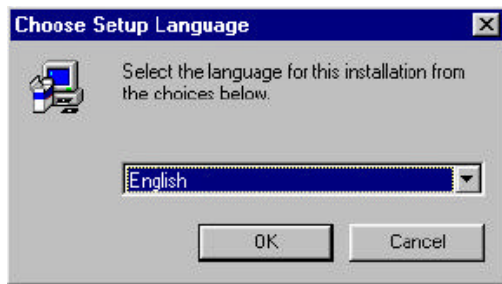 Choose Setup Language
Select the language for this installation from
the choices below.
English
OK
Cancel